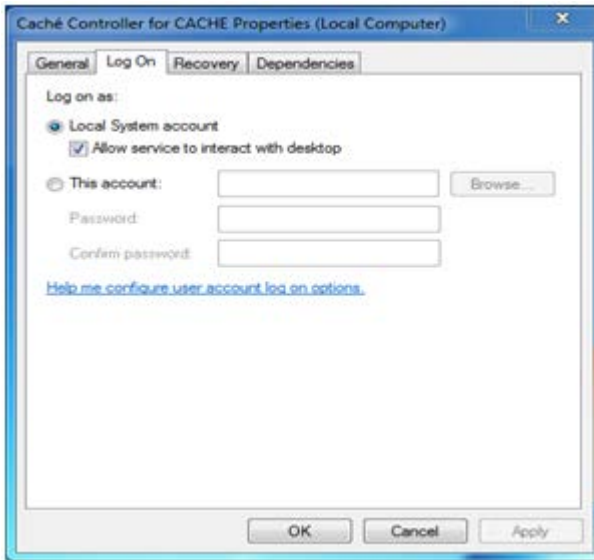 Caché Controller for CACHE Properties (Local Computer)
General Log On Recovery Dependencies
Log on as:
Local System account
Allow service to interact with desktop
This account:
Browse...
Password:
Confirm password:
Help me configure user account log on options.
OK Cancel Apply